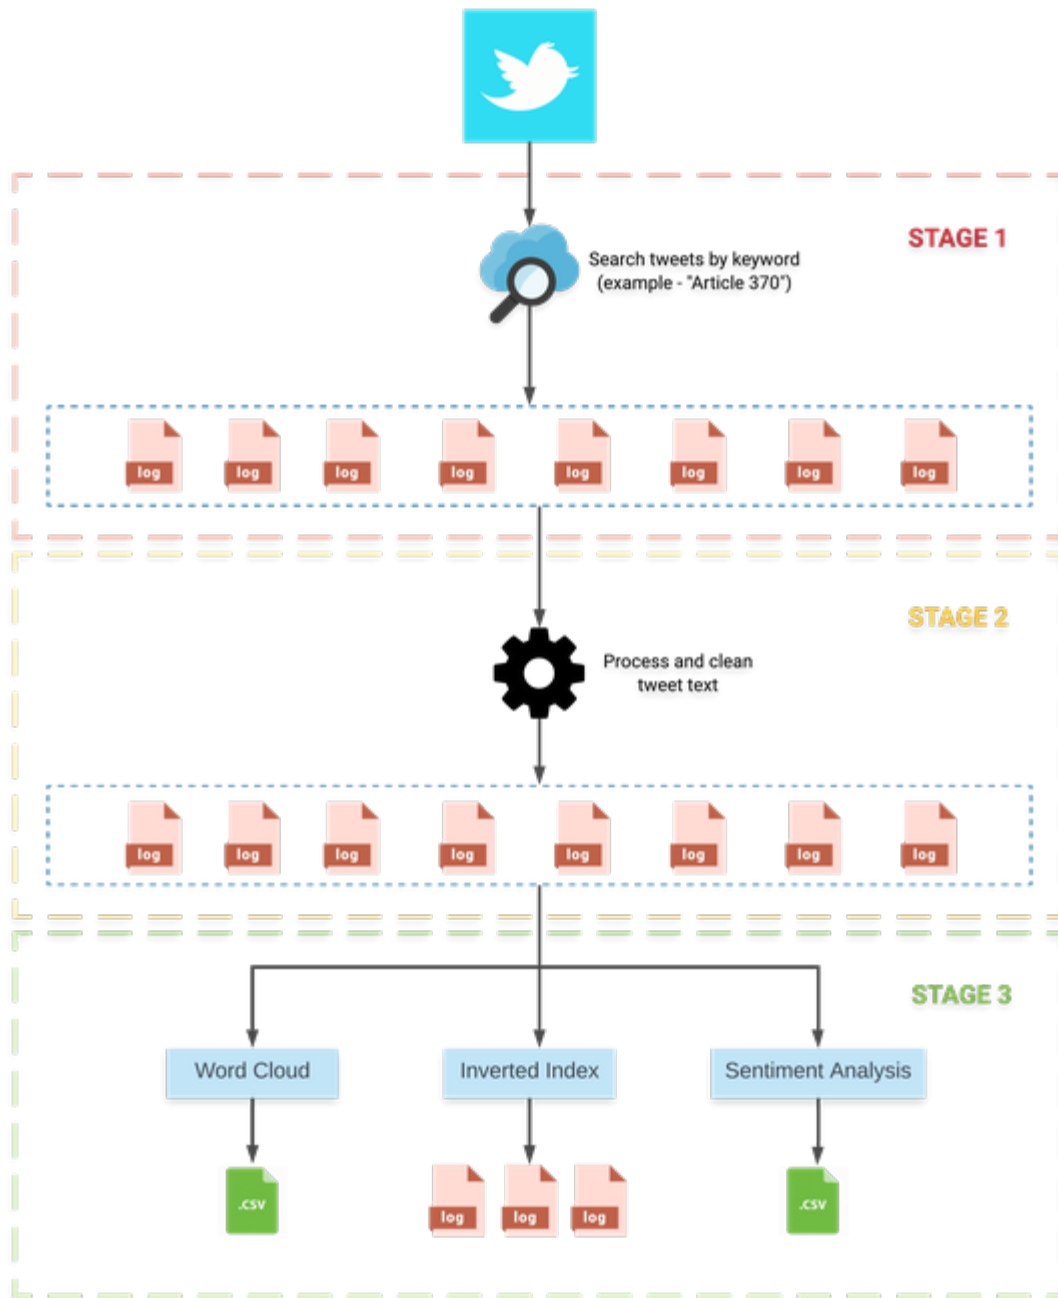 STAGE 1
Search tweets by keyword
(example - "Article 370")
log log log log log log log log
STAGE 2
Process and clean
tweet text
log log log log log log log log
STAGE 3
Word Cloud Inverted Index Sentiment Analysis
.csv log log log .csv